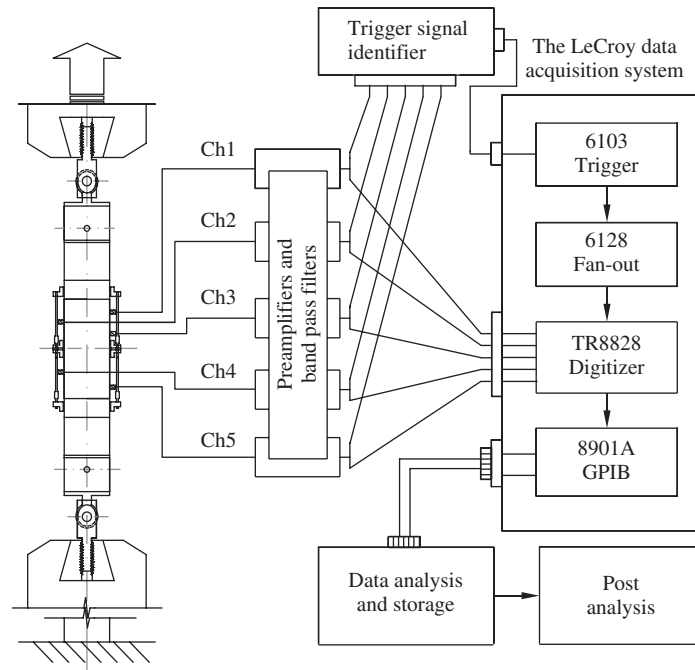 Trigger signal
identifier
The LeCroy data
acquisition system
Ch1
Ch2
Ch3
Ch4
Ch5
Preamplifiers and
band pass filters
6103
Trigger
6128
Fan-out
TR8828
Digitizer
8901A
GPIB
Data analysis
and storage
Post
analysis